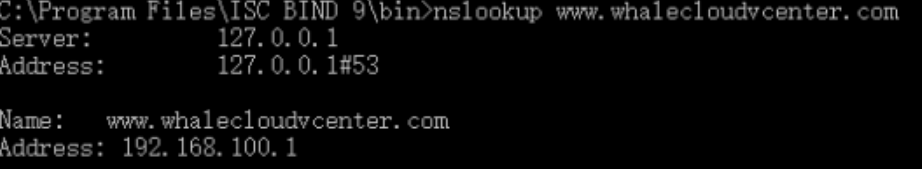 C:\Program Files\ISC BIND 9\bin>nslookup www.whalecloudvcenter.com
Server:         127.0.0.1
Address:        127.0.0.1#53
Name:   www.whalecloudvcenter.com
Address: 192.168.100.1